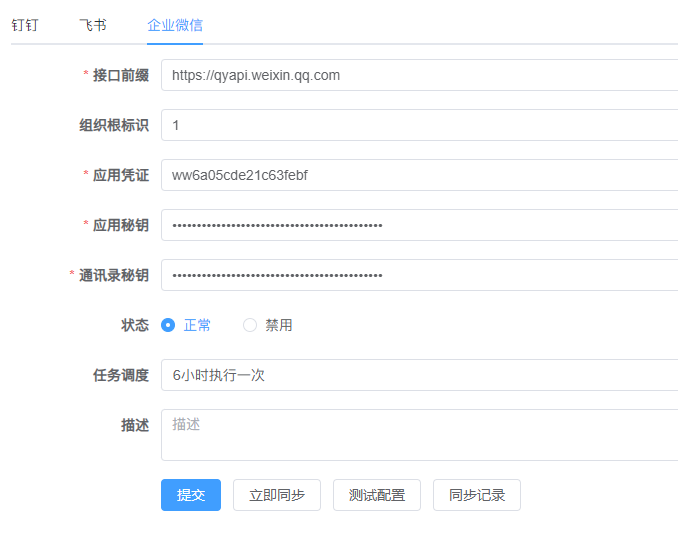 钉钉 飞书 企业微信
* 接口前缀 https://qyapi.weixin.qq.com
组织根标识 1
* 应用凭证 ww6a05cde21c63febf
* 应用秘钥 •••••••••••••••••••••••••••••••••••••••••••
* 通讯录秘钥 •••••••••••••••••••••••••••••••••••••••••••
状态 正常 禁用
任务调度 6小时执行一次
描述 描述
提交 立即同步 测试配置 同步记录